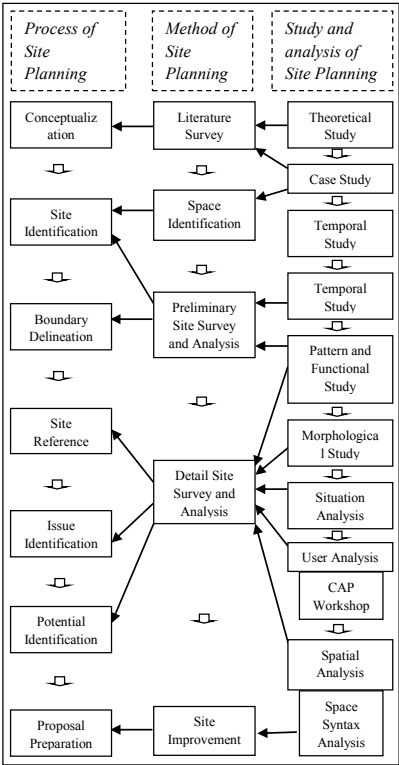 Process of
Site
Planning
Method of
Site
Planning
Study and
analysis of
Site Planning
Conceptualiz
ation
Literature
Survey
Theoretical
Study
Case Study
Site
Identification
Space
Identification
Temporal
Study
Temporal
Study
Boundary
Delineation
Preliminary
Site Survey
and Analysis
Pattern and
Functional
Study
Site
Reference
Morphologica
l Study
Detail Site
Survey and
Analysis
Situation
Analysis
Issue
Identification
User Analysis
CAP
Workshop
Potential
Identification
Spatial
Analysis
Proposal
Preparation
Site
Improvement
Space
Syntax
Analysis